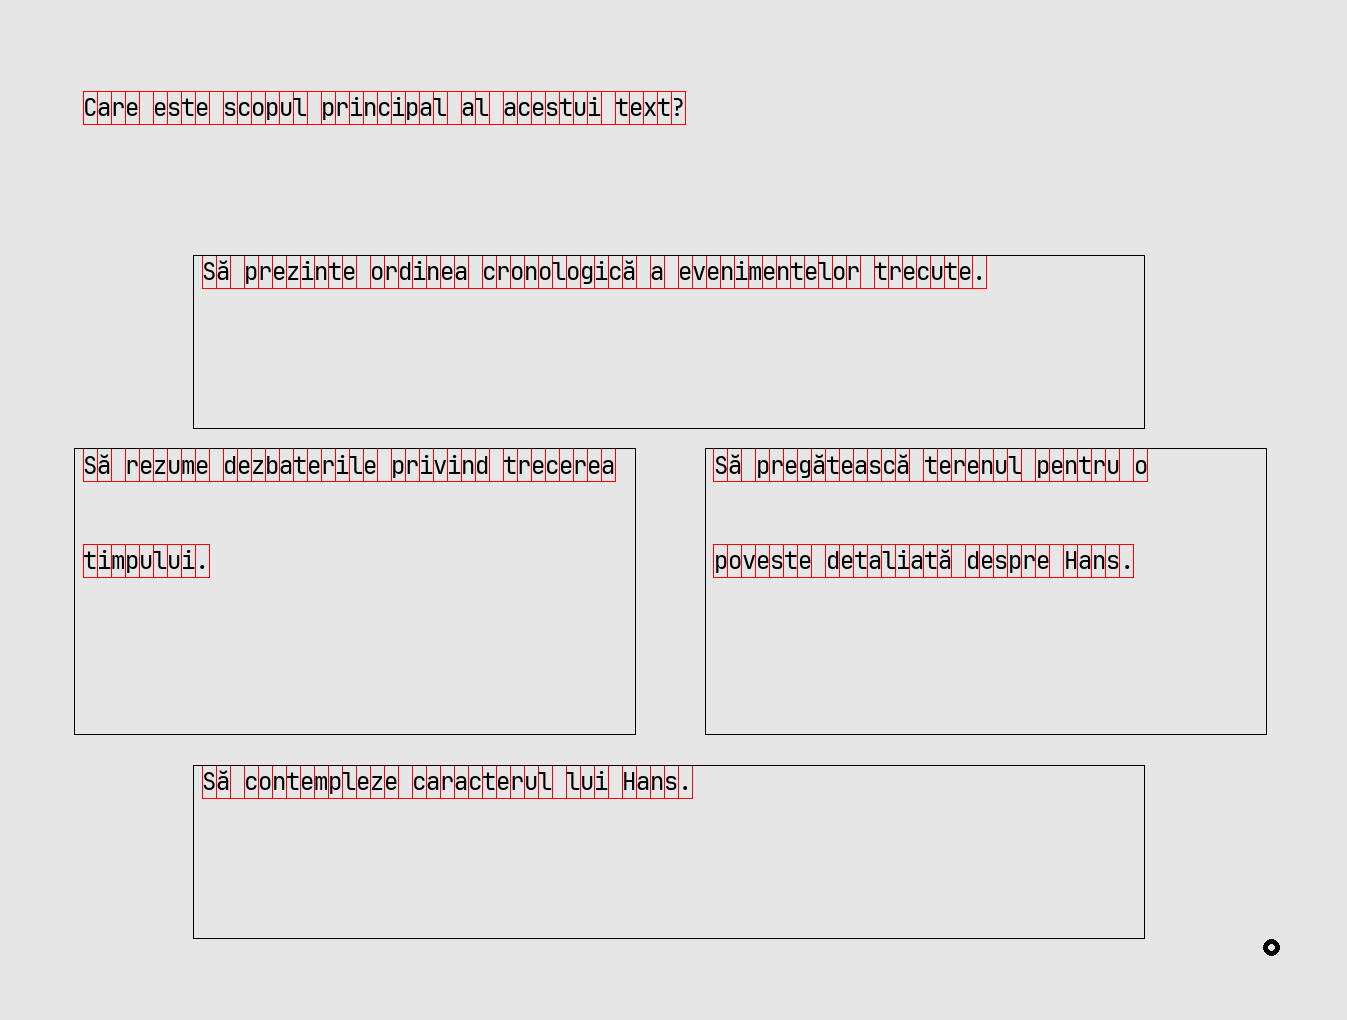 Care este scopul principal al acestui text?
Să prezinte ordinea cronologică a evenimentelor trecute.
Să rezume dezbaterile privind trecerea
timpului.
Să pregătească terenul pentru o
poveste detaliată despre Hans.
Să contempleze caracterul lui Hans.